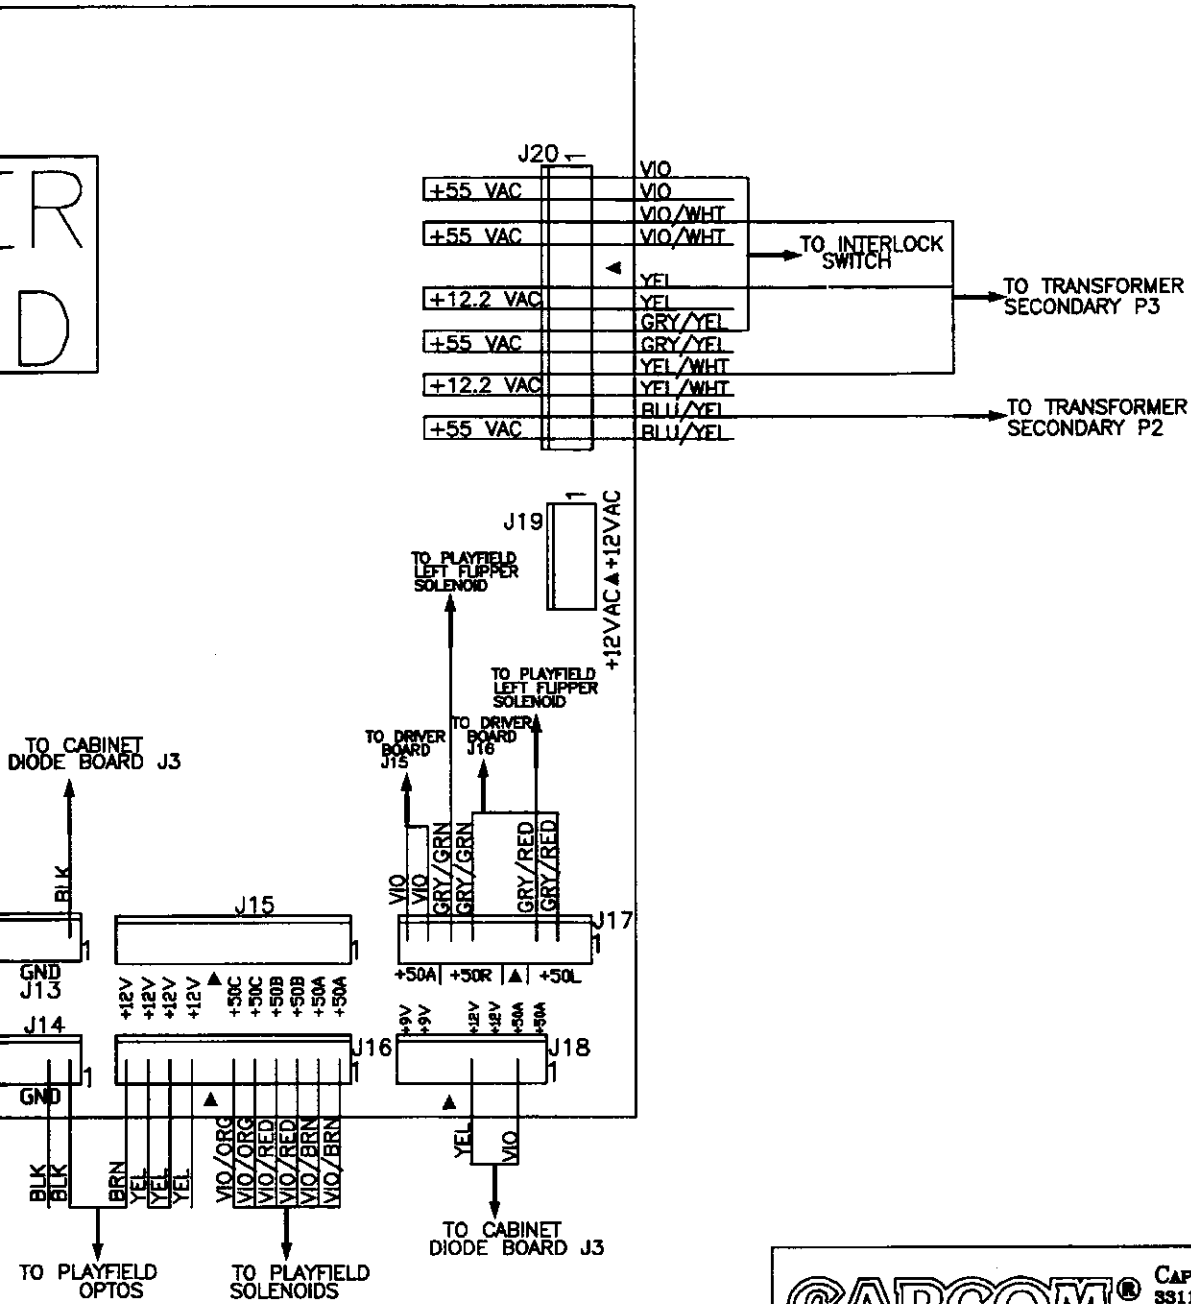 ER
D
J20
1
VIO
+55 VAC
VIO
VIO/WHT
+55 VAC
VIO/WHT
TO INTERLOCK
SWITCH
YEL
+12.2 VAC
YEL
GRY/YEL
+55 VAC
GRY/YEL
YEL/WHT
+12.2 VAC
YEL/WHT
BLU/YEL
+55 VAC
BLU/YEL
TO TRANSFORMER
SECONDARY P3
TO TRANSFORMER
SECONDARY P2
J19
1
+12VAC▲+12VAC
TO PLAYFIELD
LEFT FLIPPER
SOLENOID
TO PLAYFIELD
LEFT FLIPPER
SOLENOID
TO DRIVER
BOARD
J15
TO DRIVER
BOARD
J16
TO CABINET
DIODE BOARD J3
BLK
VIO
VIO
GRY/GRN
GRY/GRN
GRY/RED
GRY/RED
1
GND
J13
J15
1
+12V
+12V
+12V
+12V
+50C
+50C
+50B
+50B
+50A
+50A
J17
1
+50A
+50R
+50L
+9V
+9V
+12V
+12V
+50A
+50A
J14
1
GND
J16
1
J18
1
BLK
BLK
BRN
YEL
YEL
YEL
VIO/ORG
VIO/ORG
VIO/RED
VIO/RED
VIO/BRN
VIO/BRN
YEL
VIO
TO PLAYFIELD
OPTOS
TO PLAYFIELD
SOLENOIDS
TO CABINET
DIODE BOARD J3
CAPCOM®
CAP
3311